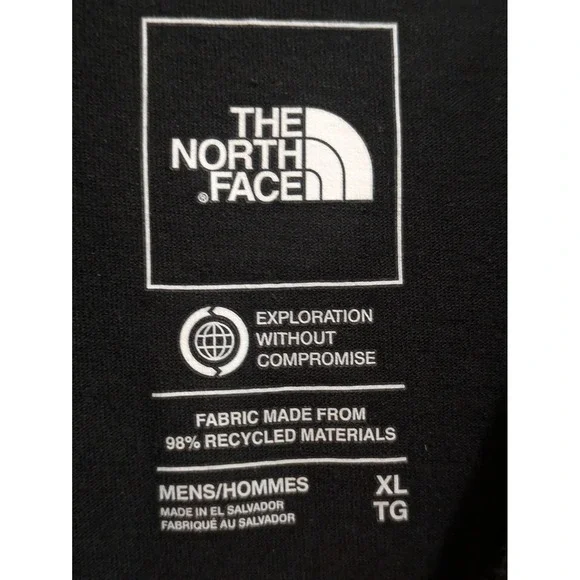 THE
NORTH
FACE
®
EXPLORATION
WITHOUT
COMPROMISE
FABRIC MADE FROM
98% RECYCLED MATERIALS
MENS/HOMMES XL
MADE IN EL SALVADOR TG
FABRIQUÉ AU SALVADOR